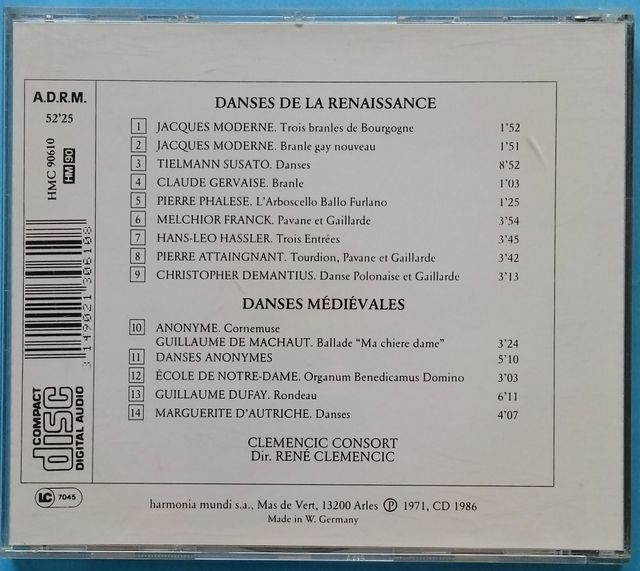 A.D.R.M.
52'25
HMC 90610
HM 90
3 149021 306108
COMPACT
disc
DIGITAL AUDIO
LC 7045
DANSES DE LA RENAISSANCE
1 JACQUES MODERNE. Trois branles de Bourgogne 1'52
2 JACQUES MODERNE. Branle gay nouveau 1'51
3 TIELMANN SUSATO. Danses 8'52
4 CLAUDE GERVAISE. Branle 1'03
5 PIERRE PHALESE. L'Arboscello Ballo Furlano 1'25
6 MELCHIOR FRANCK. Pavane et Gaillarde 3'54
7 HANS-LEO HASSLER. Trois Entrées 3'45
8 PIERRE ATTAINGNANT. Tourdion, Pavane et Gaillarde 3'42
9 CHRISTOPHER DEMANTIUS. Danse Polonaise et Gaillarde 3'13
DANSES MÉDIÉVALES
10 ANONYME. Cornemuse
GUILLAUME DE MACHAUT. Ballade "Ma chiere dame" 3'24
11 DANSES ANONYMES 5'10
12 ÉCOLE DE NOTRE-DAME. Organum Benedicamus Domino 3'03
13 GUILLAUME DUFAY. Rondeau 6'11
14 MARGUERITE D'AUTRICHE. Danses 4'07
CLEMENCIC CONSORT
Dir. RENÉ CLEMENCIC
harmonia mundi s.a., Mas de Vert, 13200 Arles ℗ 1971, CD 1986
Made in W. Germany